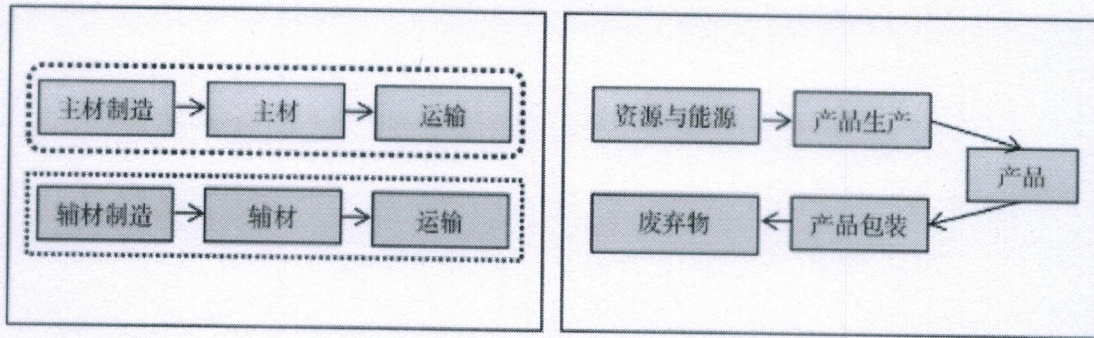 主材制造
主材
运输
辅材制造
辅材
运输
资源与能源
产品生产
产品
产品包装
废弃物